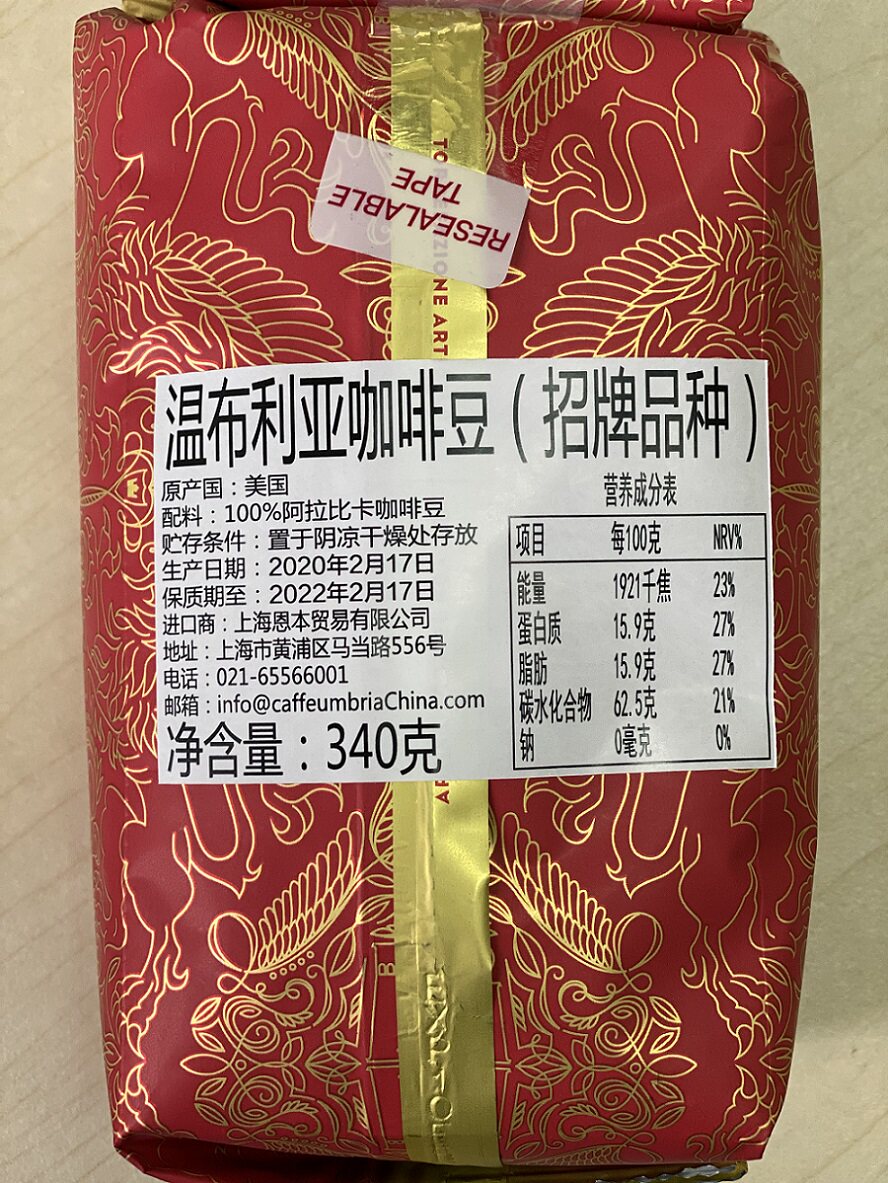 RESEALABLE
TAPE
温布利亚咖啡豆（招牌品种）
原产国：美国
配料：100%阿拉比卡咖啡豆
贮存条件：置于阴凉干燥处存放
生产日期：2020年2月17日
保质期至：2022年2月17日
进口商：上海恩本贸易有限公司
地址：上海市黄浦区马当路556号
电话：021-65566001
邮箱：info@caffeumbriaChina.com
净含量：340克
营养成分表
项目 每100克 NRV%
能量 1921千焦 23%
蛋白质 15.9克 27%
脂肪 15.9克 27%
碳水化合物 62.5克 21%
钠 0毫克 0%